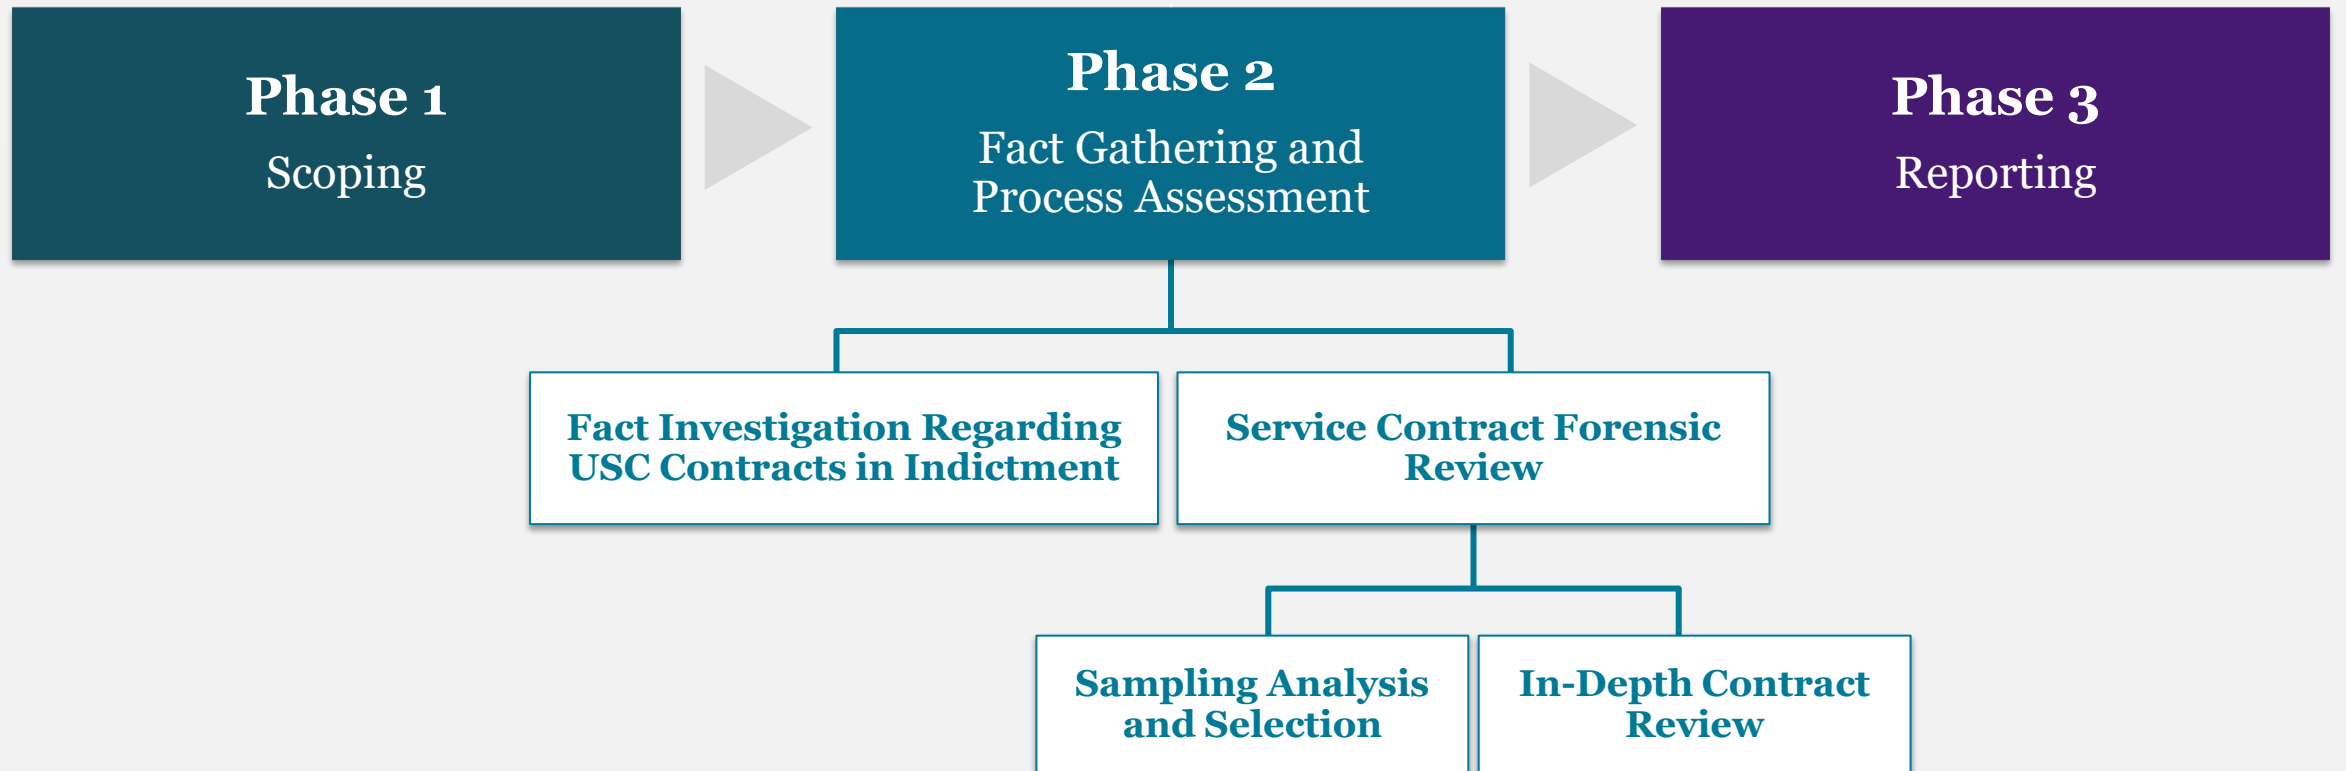 Phase 1
Scoping
Phase 2
Fact Gathering and
Process Assessment
Phase 3
Reporting
Fact Investigation Regarding
USC Contracts in Indictment
Service Contract Forensic
Review
Sampling Analysis
and Selection
In-Depth Contract
Review